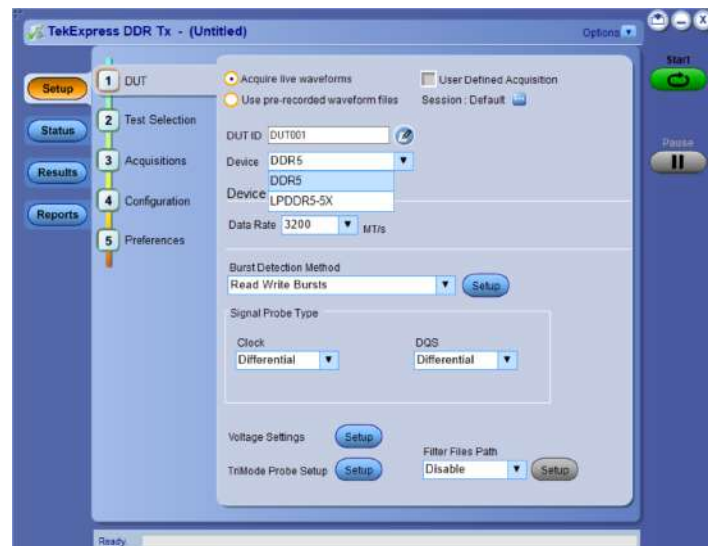 TekExpress DDR Tx - (Untitled)
Options
Start
Setup
Status
Results
Reports
1 DUT
2 Test Selection
3 Acquisitions
4 Configuration
5 Preferences
Acquire live waveforms
User Defined Acquisition
Use pre-recorded waveform files
Session : Default
DUT ID DUT001
Pause
Device DDR5
DDR5
LPDDR5-5X
Device
Data Rate 3200 MT/s
Burst Detection Method
Read Write Bursts
Setup
Signal Probe Type
Clock
DQS
Differential
Differential
Voltage Settings Setup
Filter Files Path
TriMode Probe Setup Setup
Disable Setup
Ready